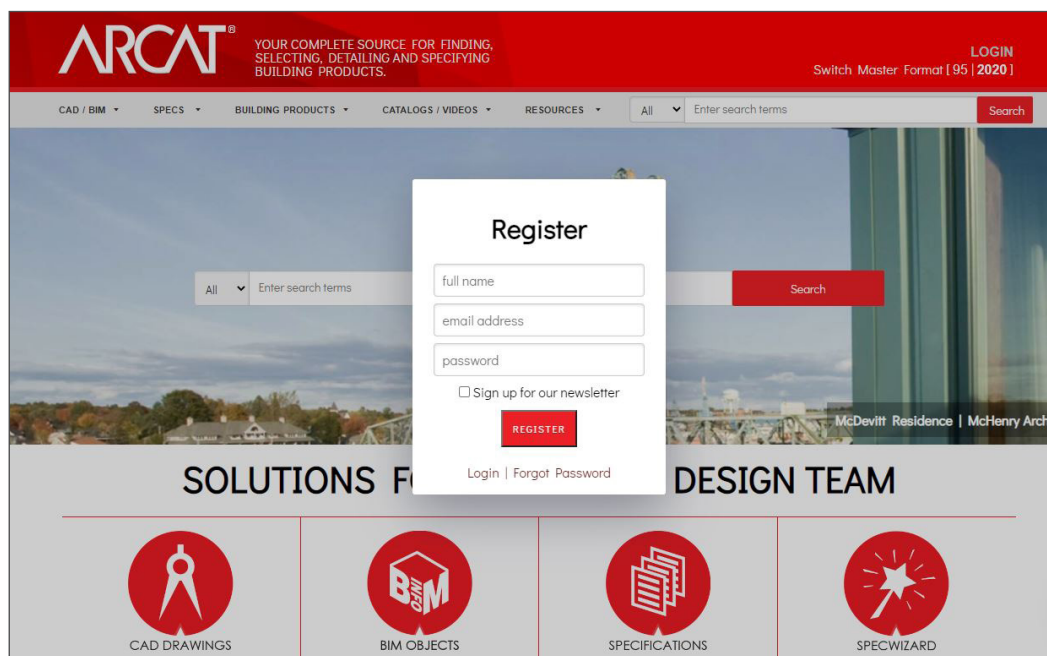 ARCAT®
YOUR COMPLETE SOURCE FOR FINDING,
SELECTING, DETAILING AND SPECIFYING
BUILDING PRODUCTS.
LOGIN
Switch Master Format [ 95 | 2020 ]
CAD / BIM SPECS BUILDING PRODUCTS CATALOGS / VIDEOS RESOURCES All Enter search terms Search
Register
full name
All Enter search terms Search
email address
password
Sign up for our newsletter
REGISTER
Login | Forgot Password
McDevitt Residence | McHenry Arch
SOLUTIONS F DESIGN TEAM
BIM
INFO
CAD DRAWINGS BIM OBJECTS SPECIFICATIONS SPECWIZARD